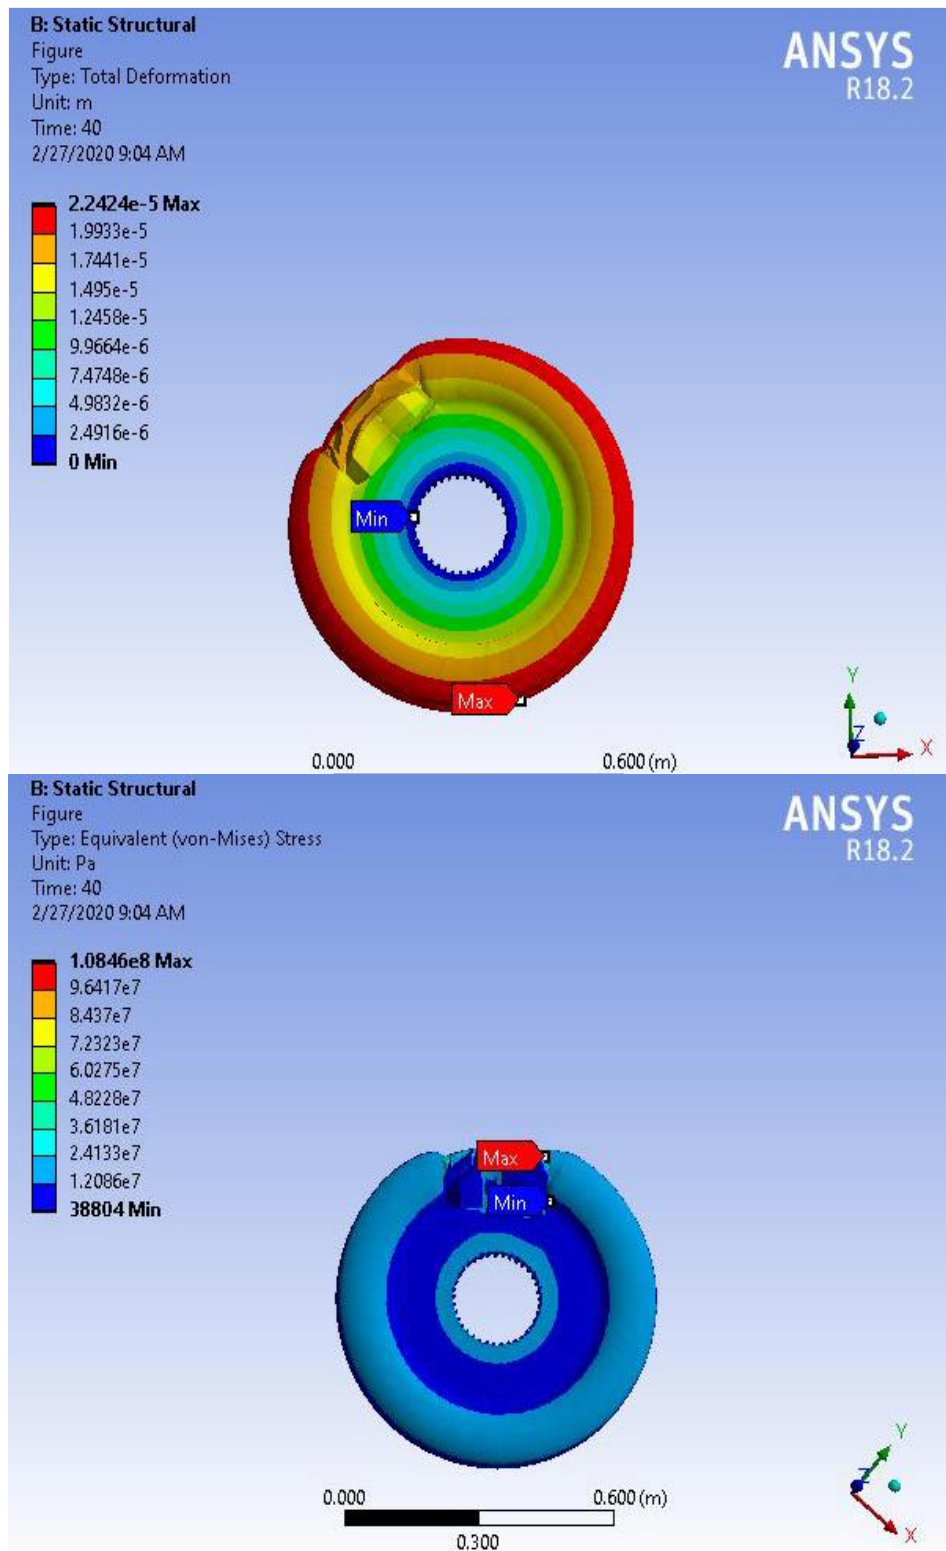 B: Static Structural
Figure
Type: Total Deformation
Unit: m
Time: 40
2/27/2020 9:04 AM
ANSYS
R18.2
2.2424e-5 Max
1.9933e-5
1.7441e-5
1.495e-5
1.2458e-5
9.9664e-6
7.4748e-6
4.9832e-6
2.4916e-6
0 Min
Min
Max
Y
Z
X
0.000 0.600 (m)
B: Static Structural
Figure
Type: Equivalent (von-Mises) Stress
Unit: Pa
Time: 40
2/27/2020 9:04 AM
ANSYS
R18.2
1.0846e8 Max
9.6417e7
8.437e7
7.2323e7
6.0275e7
4.8228e7
3.6181e7
2.4133e7
1.2086e7
38804 Min
Max
Min
Y
Z
X
0.000 0.600 (m)
0.300